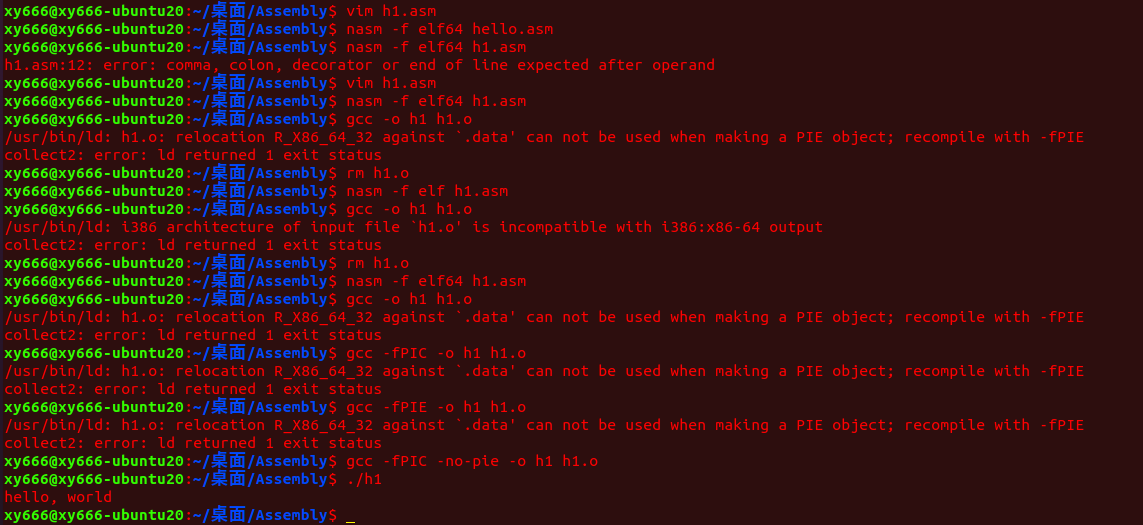 xy666@xy666-ubuntu20:~/桌面/Assembly$ vim h1.asm
xy666@xy666-ubuntu20:~/桌面/Assembly$ nasm -f elf64 hello.asm
xy666@xy666-ubuntu20:~/桌面/Assembly$ nasm -f elf64 h1.asm
h1.asm:12: error: comma, colon, decorator or end of line expected after operand
xy666@xy666-ubuntu20:~/桌面/Assembly$ vim h1.asm
xy666@xy666-ubuntu20:~/桌面/Assembly$ nasm -f elf64 h1.asm
xy666@xy666-ubuntu20:~/桌面/Assembly$ gcc -o h1 h1.o
/usr/bin/ld: h1.o: relocation R_X86_64_32 against `.data' can not be used when making a PIE object; recompile with -fPIE
collect2: error: ld returned 1 exit status
xy666@xy666-ubuntu20:~/桌面/Assembly$ rm h1.o
xy666@xy666-ubuntu20:~/桌面/Assembly$ nasm -f elf h1.asm
xy666@xy666-ubuntu20:~/桌面/Assembly$ gcc -o h1 h1.o
/usr/bin/ld: i386 architecture of input file `h1.o' is incompatible with i386:x86-64 output
collect2: error: ld returned 1 exit status
xy666@xy666-ubuntu20:~/桌面/Assembly$ rm h1.o
xy666@xy666-ubuntu20:~/桌面/Assembly$ nasm -f elf64 h1.asm
xy666@xy666-ubuntu20:~/桌面/Assembly$ gcc -o h1 h1.o
/usr/bin/ld: h1.o: relocation R_X86_64_32 against `.data' can not be used when making a PIE object; recompile with -fPIE
collect2: error: ld returned 1 exit status
xy666@xy666-ubuntu20:~/桌面/Assembly$ gcc -fPIC -o h1 h1.o
/usr/bin/ld: h1.o: relocation R_X86_64_32 against `.data' can not be used when making a PIE object; recompile with -fPIE
collect2: error: ld returned 1 exit status
xy666@xy666-ubuntu20:~/桌面/Assembly$ gcc -fPIE -o h1 h1.o
/usr/bin/ld: h1.o: relocation R_X86_64_32 against `.data' can not be used when making a PIE object; recompile with -fPIE
collect2: error: ld returned 1 exit status
xy666@xy666-ubuntu20:~/桌面/Assembly$ gcc -fPIC -no-pie -o h1 h1.o
xy666@xy666-ubuntu20:~/桌面/Assembly$ ./h1
hello, world
xy666@xy666-ubuntu20:~/桌面/Assembly$ _